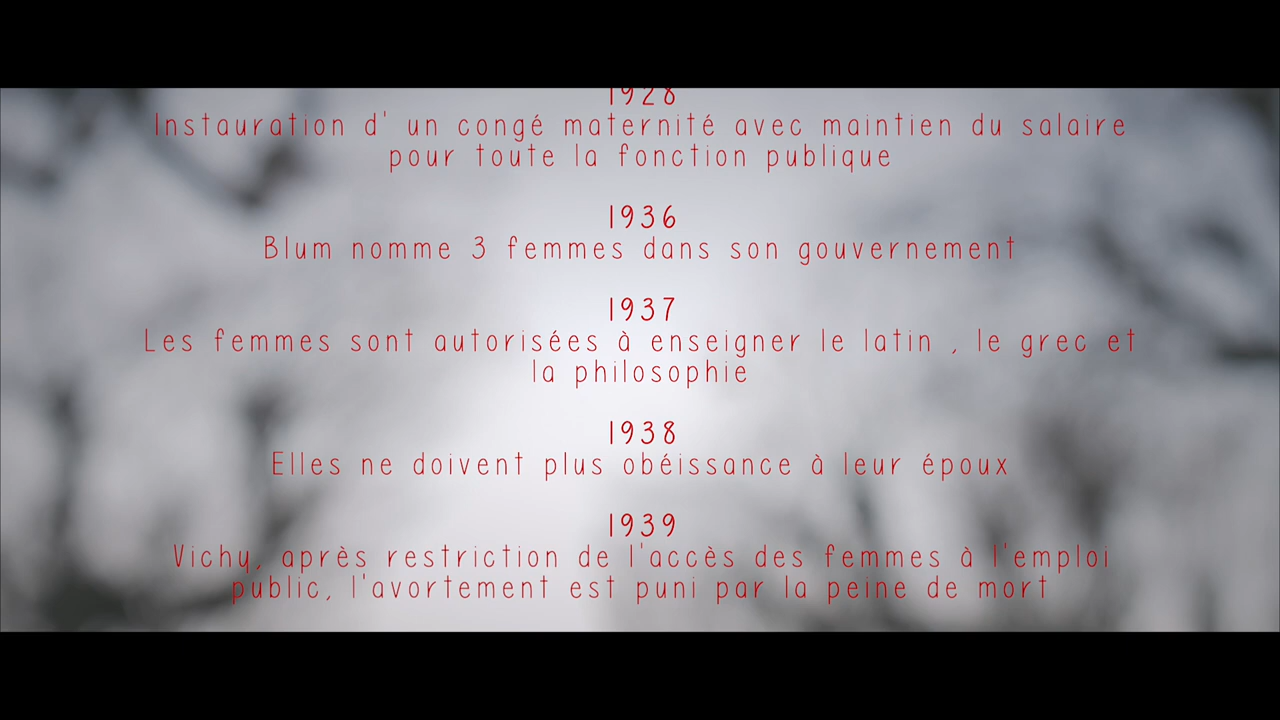 1928
Instauration d' un congé maternité avec maintien du salaire
pour toute la fonction publique
1936
Blum nomme 3 femmes dans son gouvernement
1937
Les femmes sont autorisées à enseigner le latin , le grec et
la philosophie
1938
Elles ne doivent plus obéissance à leur époux
1939
Vichy, après restriction de l'accès des femmes à l'emploi
public, l'avortement est puni par la peine de mort